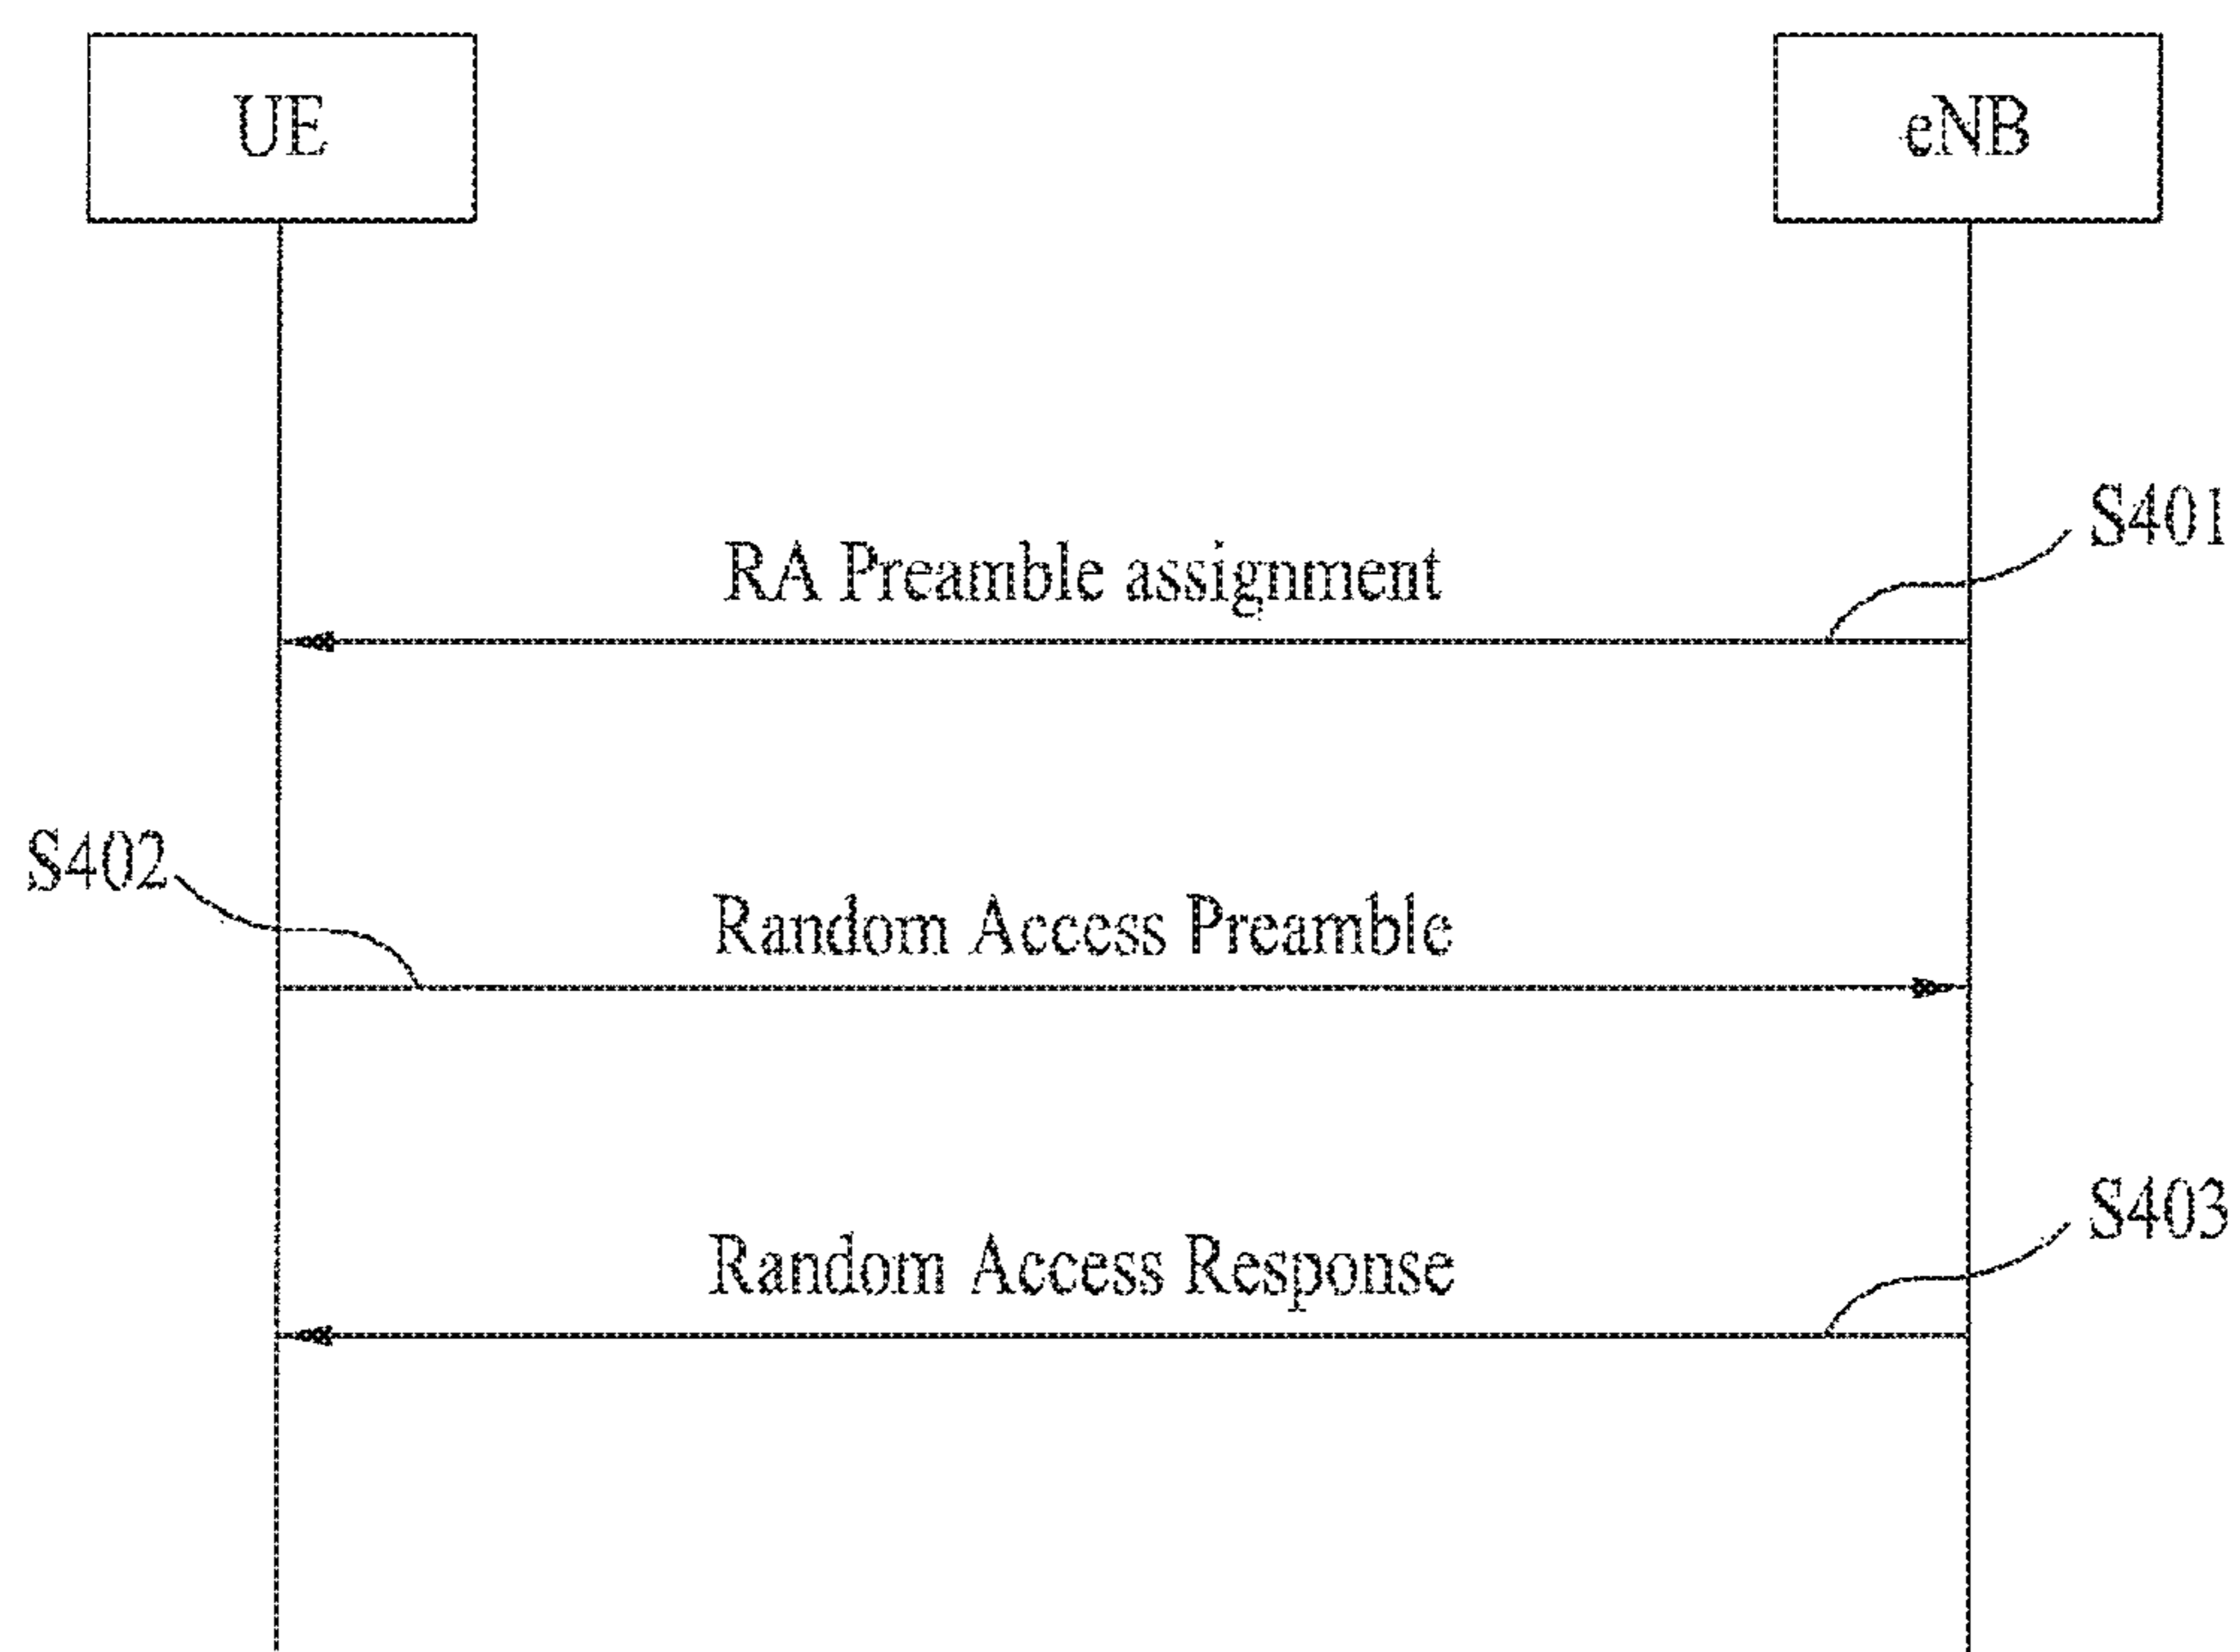 UE
eNB
S401
RA Preamble assignment
S402
Random Access Preamble
S403
Random Access Response